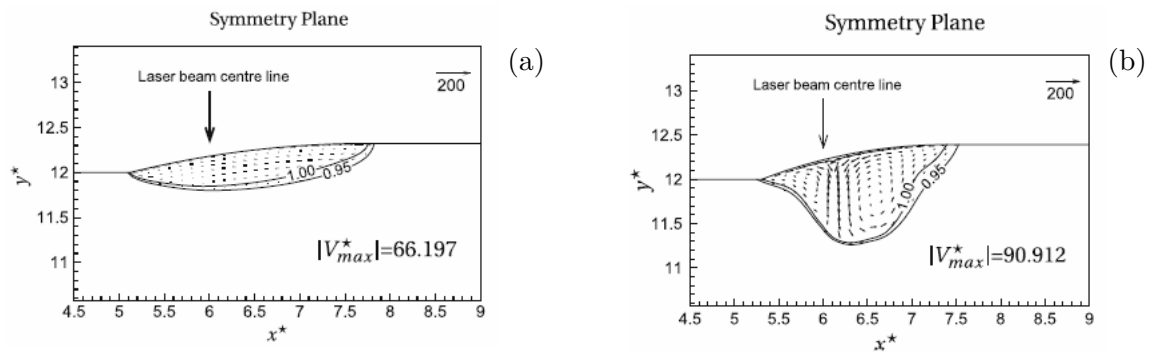 Symmetry Plane
(a)
Laser beam centre line
200
13
12.5
12
11.5
11
y*
1.00
0.95
|V*max|=66.197
4.5 5 5.5 6 6.5 7 7.5 8 8.5 9
x*
Symmetry Plane
(b)
Laser beam centre line
200
13
12.5
12
11.5
11
y*
1.00
0.95
|V*max|=90.912
4.5 5 5.5 6 6.5 7 7.5 8 8.5 9
x*